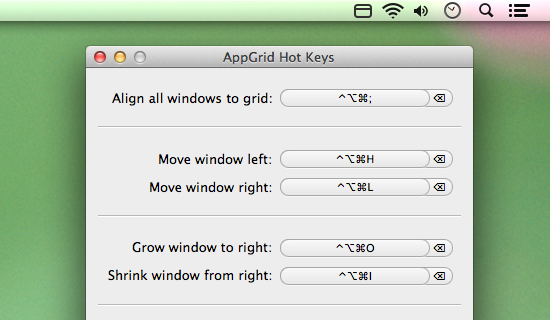 AppGrid Hot Keys
Align all windows to grid: ^⌥⌘;
Move window left: ^⌥⌘H
Move window right: ^⌥⌘L
Grow window to right: ^⌥⌘O
Shrink window from right: ^⌥⌘I